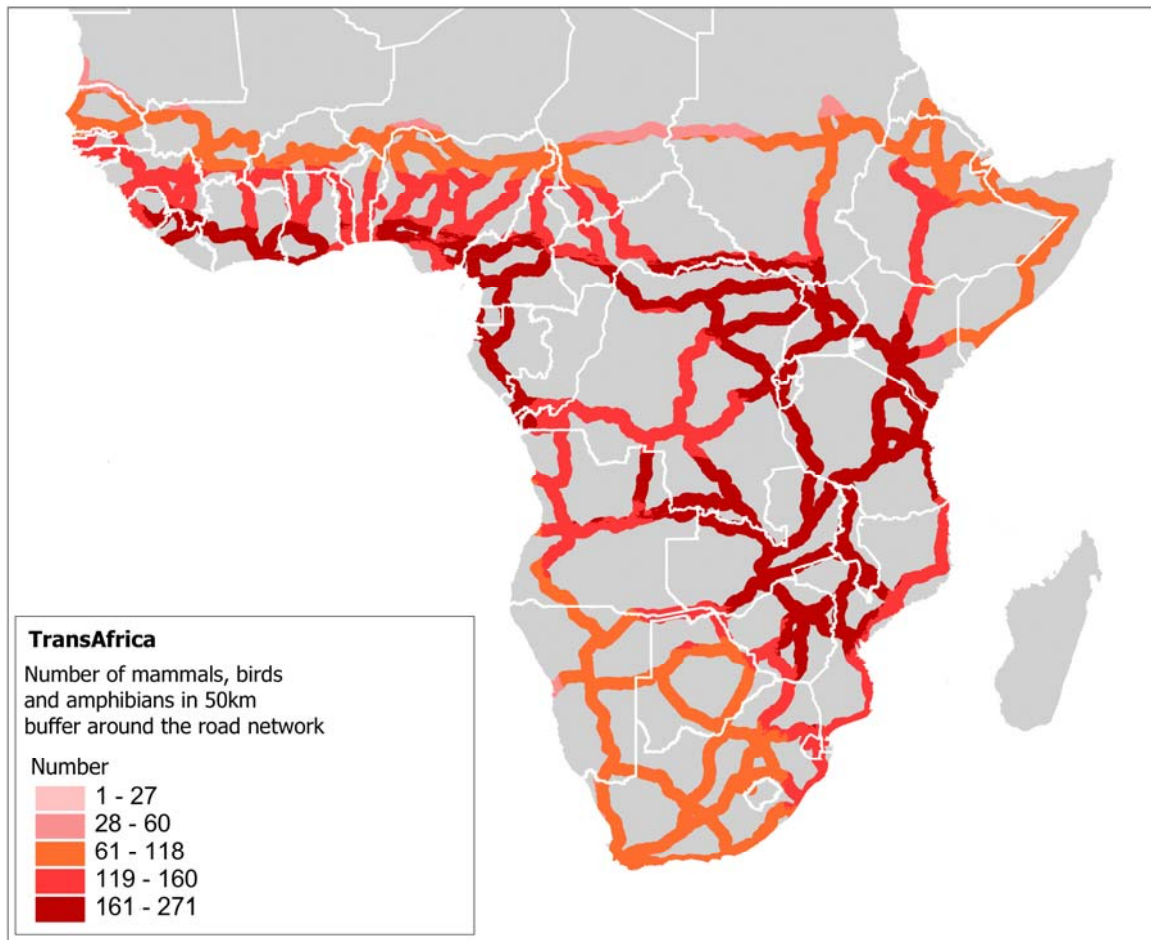 TransAfrica
Number of mammals, birds
and amphibians in 50km
buffer around the road network
Number
1 - 27
28 - 60
61 - 118
119 - 160
161 - 271